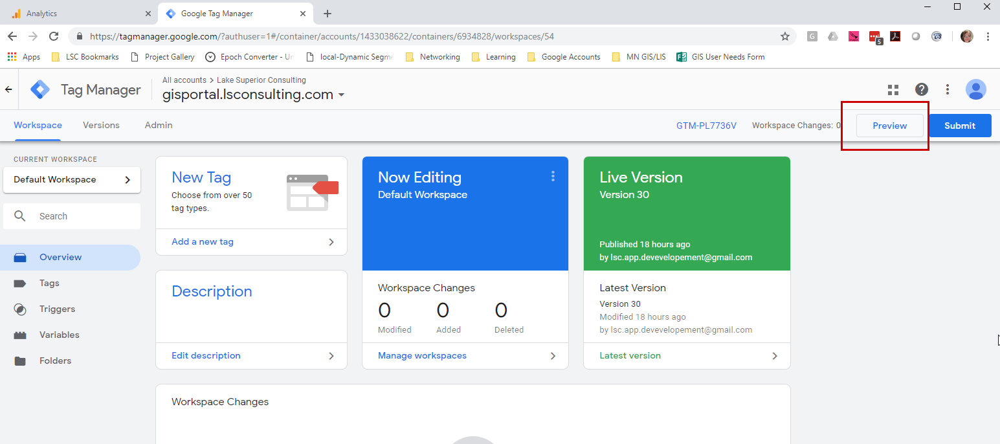 Analytics
Google Tag Manager
https://tagmanager.google.com/?authuser=1#/container/accounts/1433038622/containers/6934828/workspaces/54
G
5
Apps
LSC Bookmarks
Project Gallery
Epoch Converter - Un
local-Dynamic Segme
Networking
Learning
Google Accounts
MN GIS/LIS
GIS User Needs Form
Tag Manager
All accounts > Lake Superior Consulting
gisportal.lsconsulting.com
Workspace Versions Admin
GTM-PL7736V
Workspace Changes: 0
Preview
Submit
CURRENT WORKSPACE
Default Workspace
Search
Overview
Tags
Triggers
Variables
Folders
New Tag
Choose from over 50
tag types.
Add a new tag
Description
Edit description
Now Editing
Default Workspace
Workspace Changes
0 0 0
Modified Added Deleted
Manage workspaces
Live Version
Version 30
Published 18 hours ago
by lsc.app.devevelopement@gmail.com
Latest Version
Version 30
Modified 18 hours ago
by lsc.app.devevelopement@gmail.com
Latest version
Workspace Changes